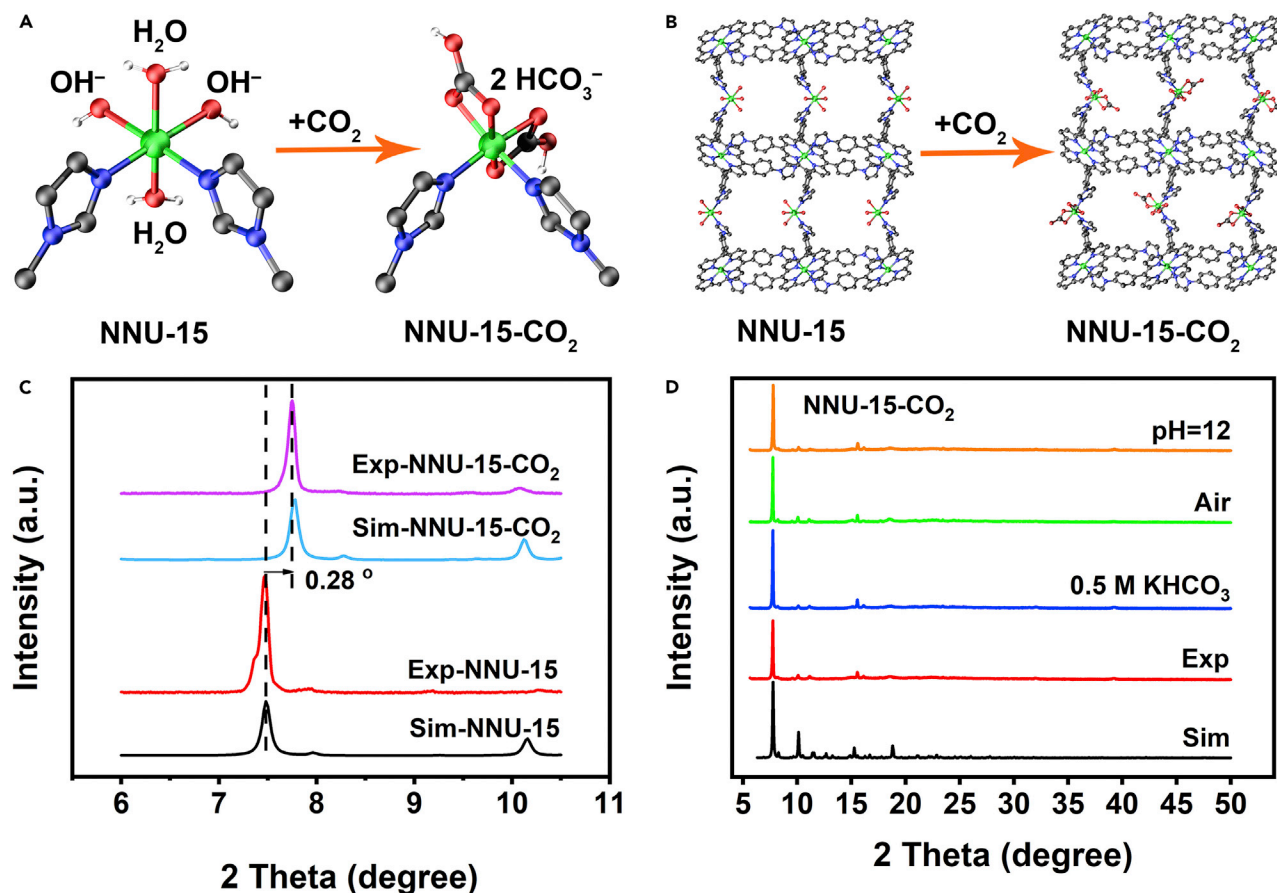 A
H₂O
OH⁻
OH⁻
H₂O
+CO₂
2 HCO₃⁻
NNU-15
NNU-15-CO₂
B
+CO₂
NNU-15
NNU-15-CO₂
C
Intensity (a.u.)
Exp-NNU-15-CO₂
Sim-NNU-15-CO₂
0.28 °
Exp-NNU-15
Sim-NNU-15
6 7 8 9 10 11
2 Theta (degree)
D
Intensity (a.u.)
NNU-15-CO₂
pH=12
Air
0.5 M KHCO₃
Exp
Sim
5 10 15 20 25 30 35 40 45 50
2 Theta (degree)